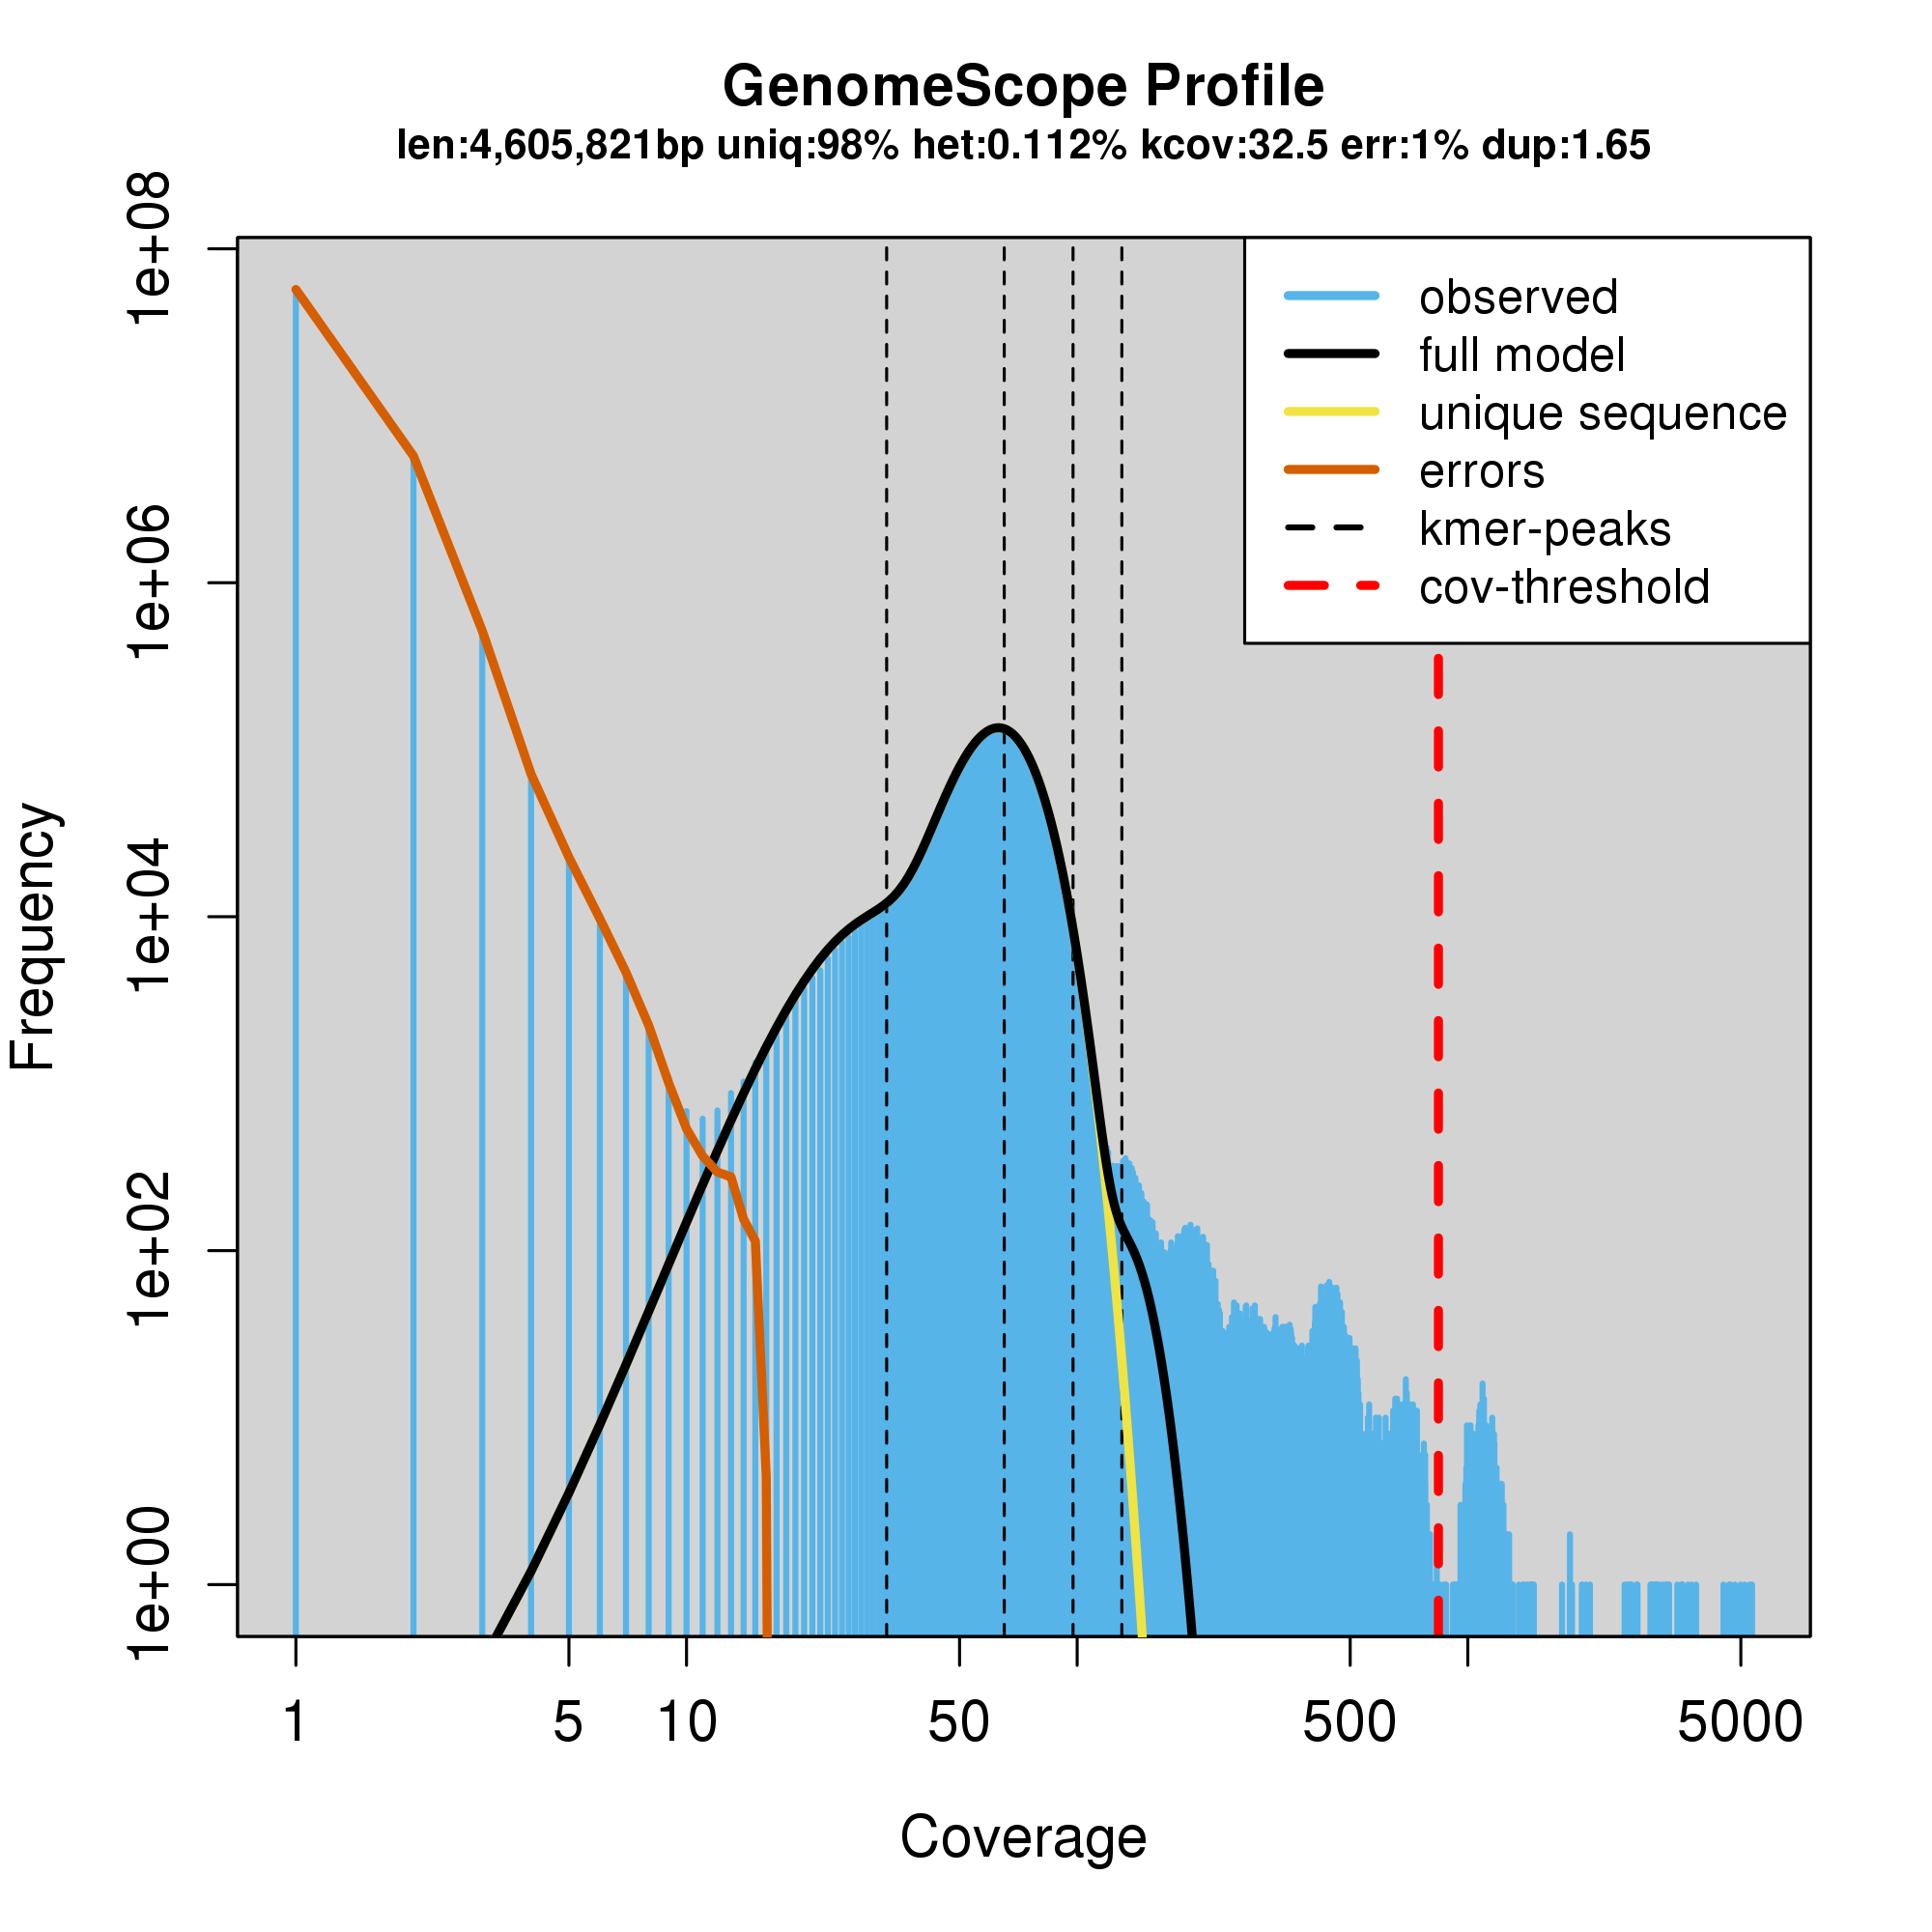 GenomeScope Profile
len:4,605,821bp uniq:98% het:0.112% kcov:32.5 err:1% dup:1.65
observed
full model
unique sequence
errors
kmer-peaks
cov-threshold
Frequency
1e+08
1e+06
1e+04
1e+02
1e+00
1 5 10 50 500 5000
Coverage